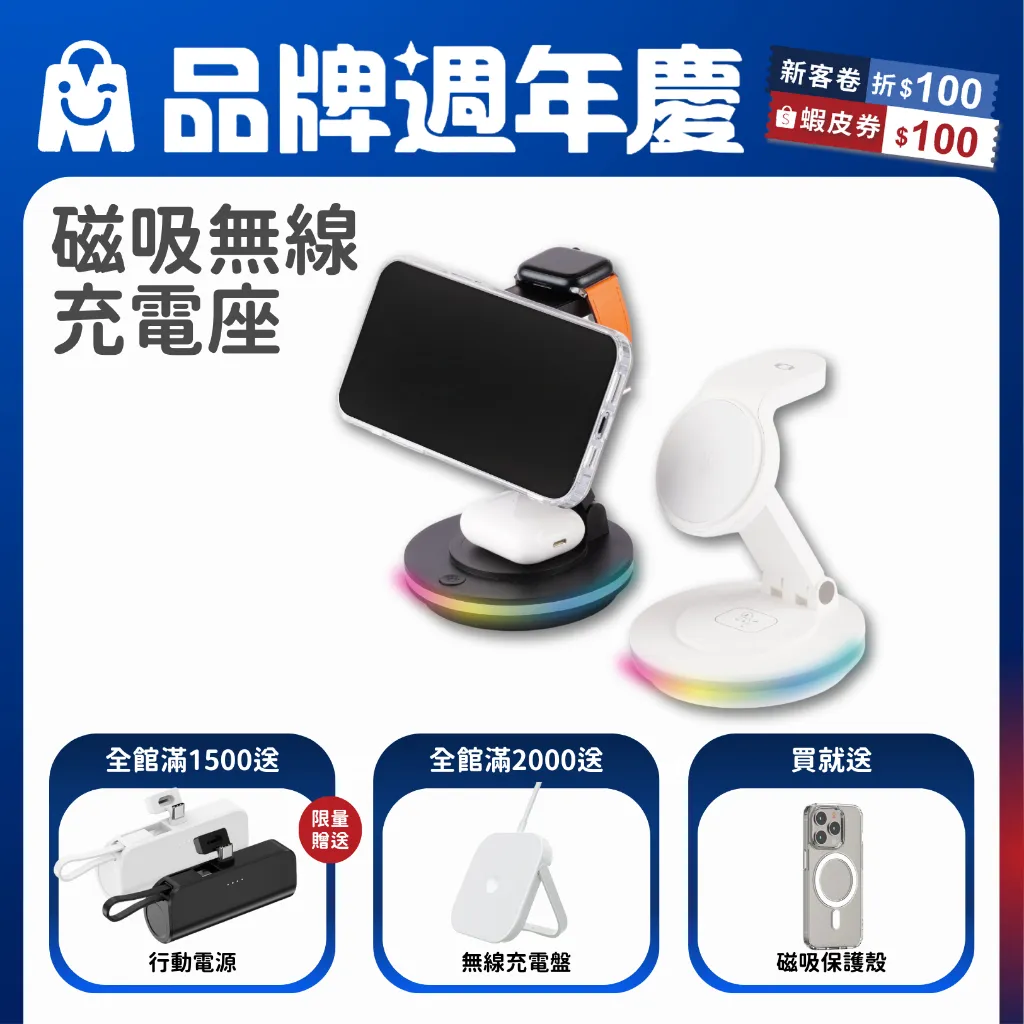 品牌週年慶
新客卷 折$100
蝦皮券 $100
磁吸無線
充電座
全館滿1500送
限量
贈送
行動電源
全館滿2000送
無線充電盤
買就送
磁吸保護殼